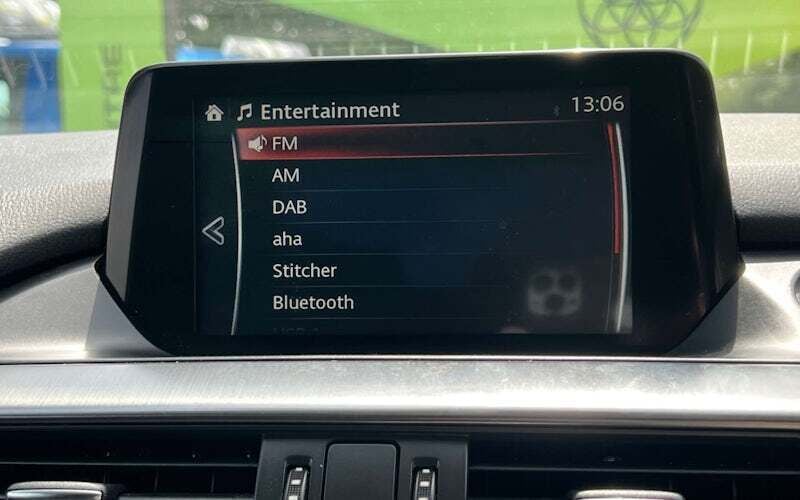 Entertainment
13:06
FM
AM
DAB
aha
Stitcher
Bluetooth